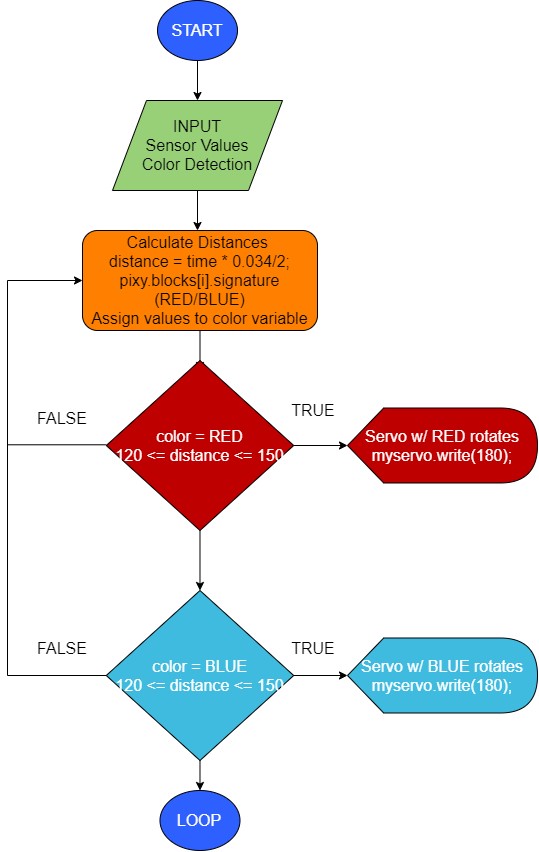 START
INPUT
Sensor Values
Color Detection
Calculate Distances
distance = time * 0.034/2;
pixy.blocks[i].signature
(RED/BLUE)
Assign values to color variable
FALSE
TRUE
color = RED
120 <= distance <= 150
Servo w/ RED rotates
myservo.write(180);
FALSE
TRUE
color = BLUE
120 <= distance <= 150
Servo w/ BLUE rotates
myservo.write(180);
LOOP